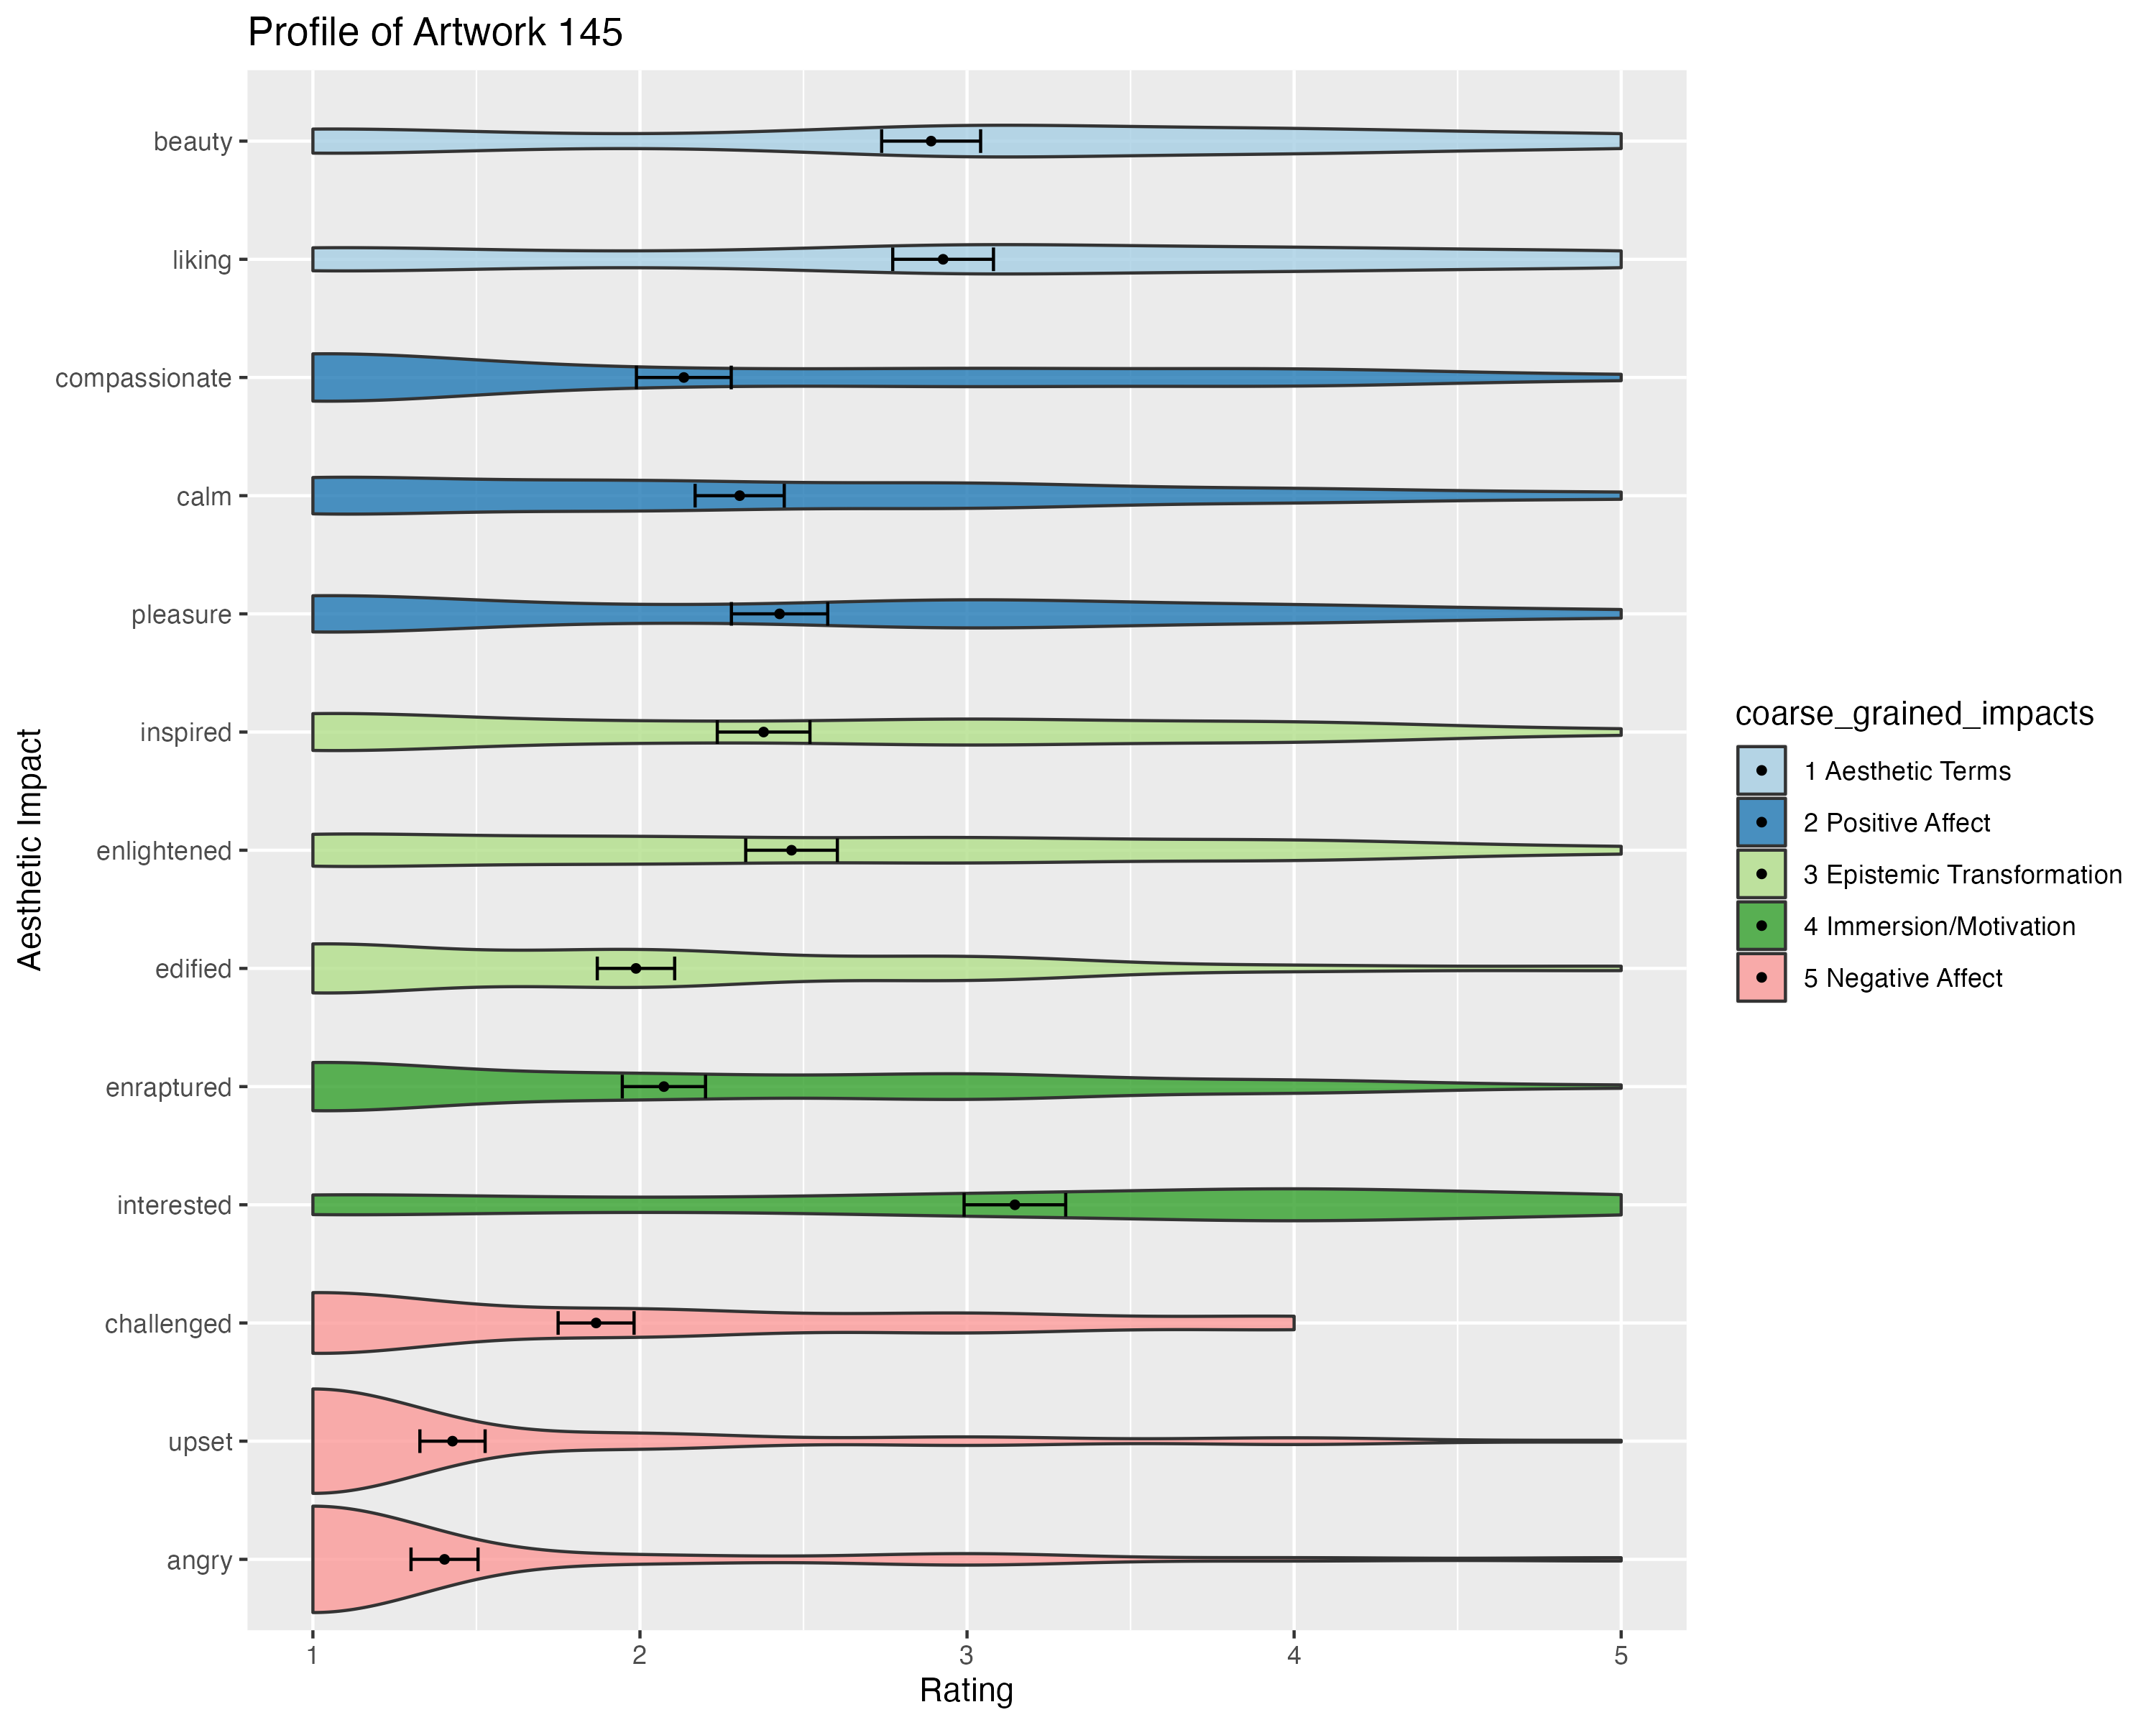 Profile of Artwork 145
Aesthetic Impact
beauty
liking
compassionate
calm
pleasure
inspired
enlightened
edified
enraptured
interested
challenged
upset
angry
1 2 3 4 5
Rating
coarse_grained_impacts
1 Aesthetic Terms
2 Positive Affect
3 Epistemic Transformation
4 Immersion/Motivation
5 Negative Affect